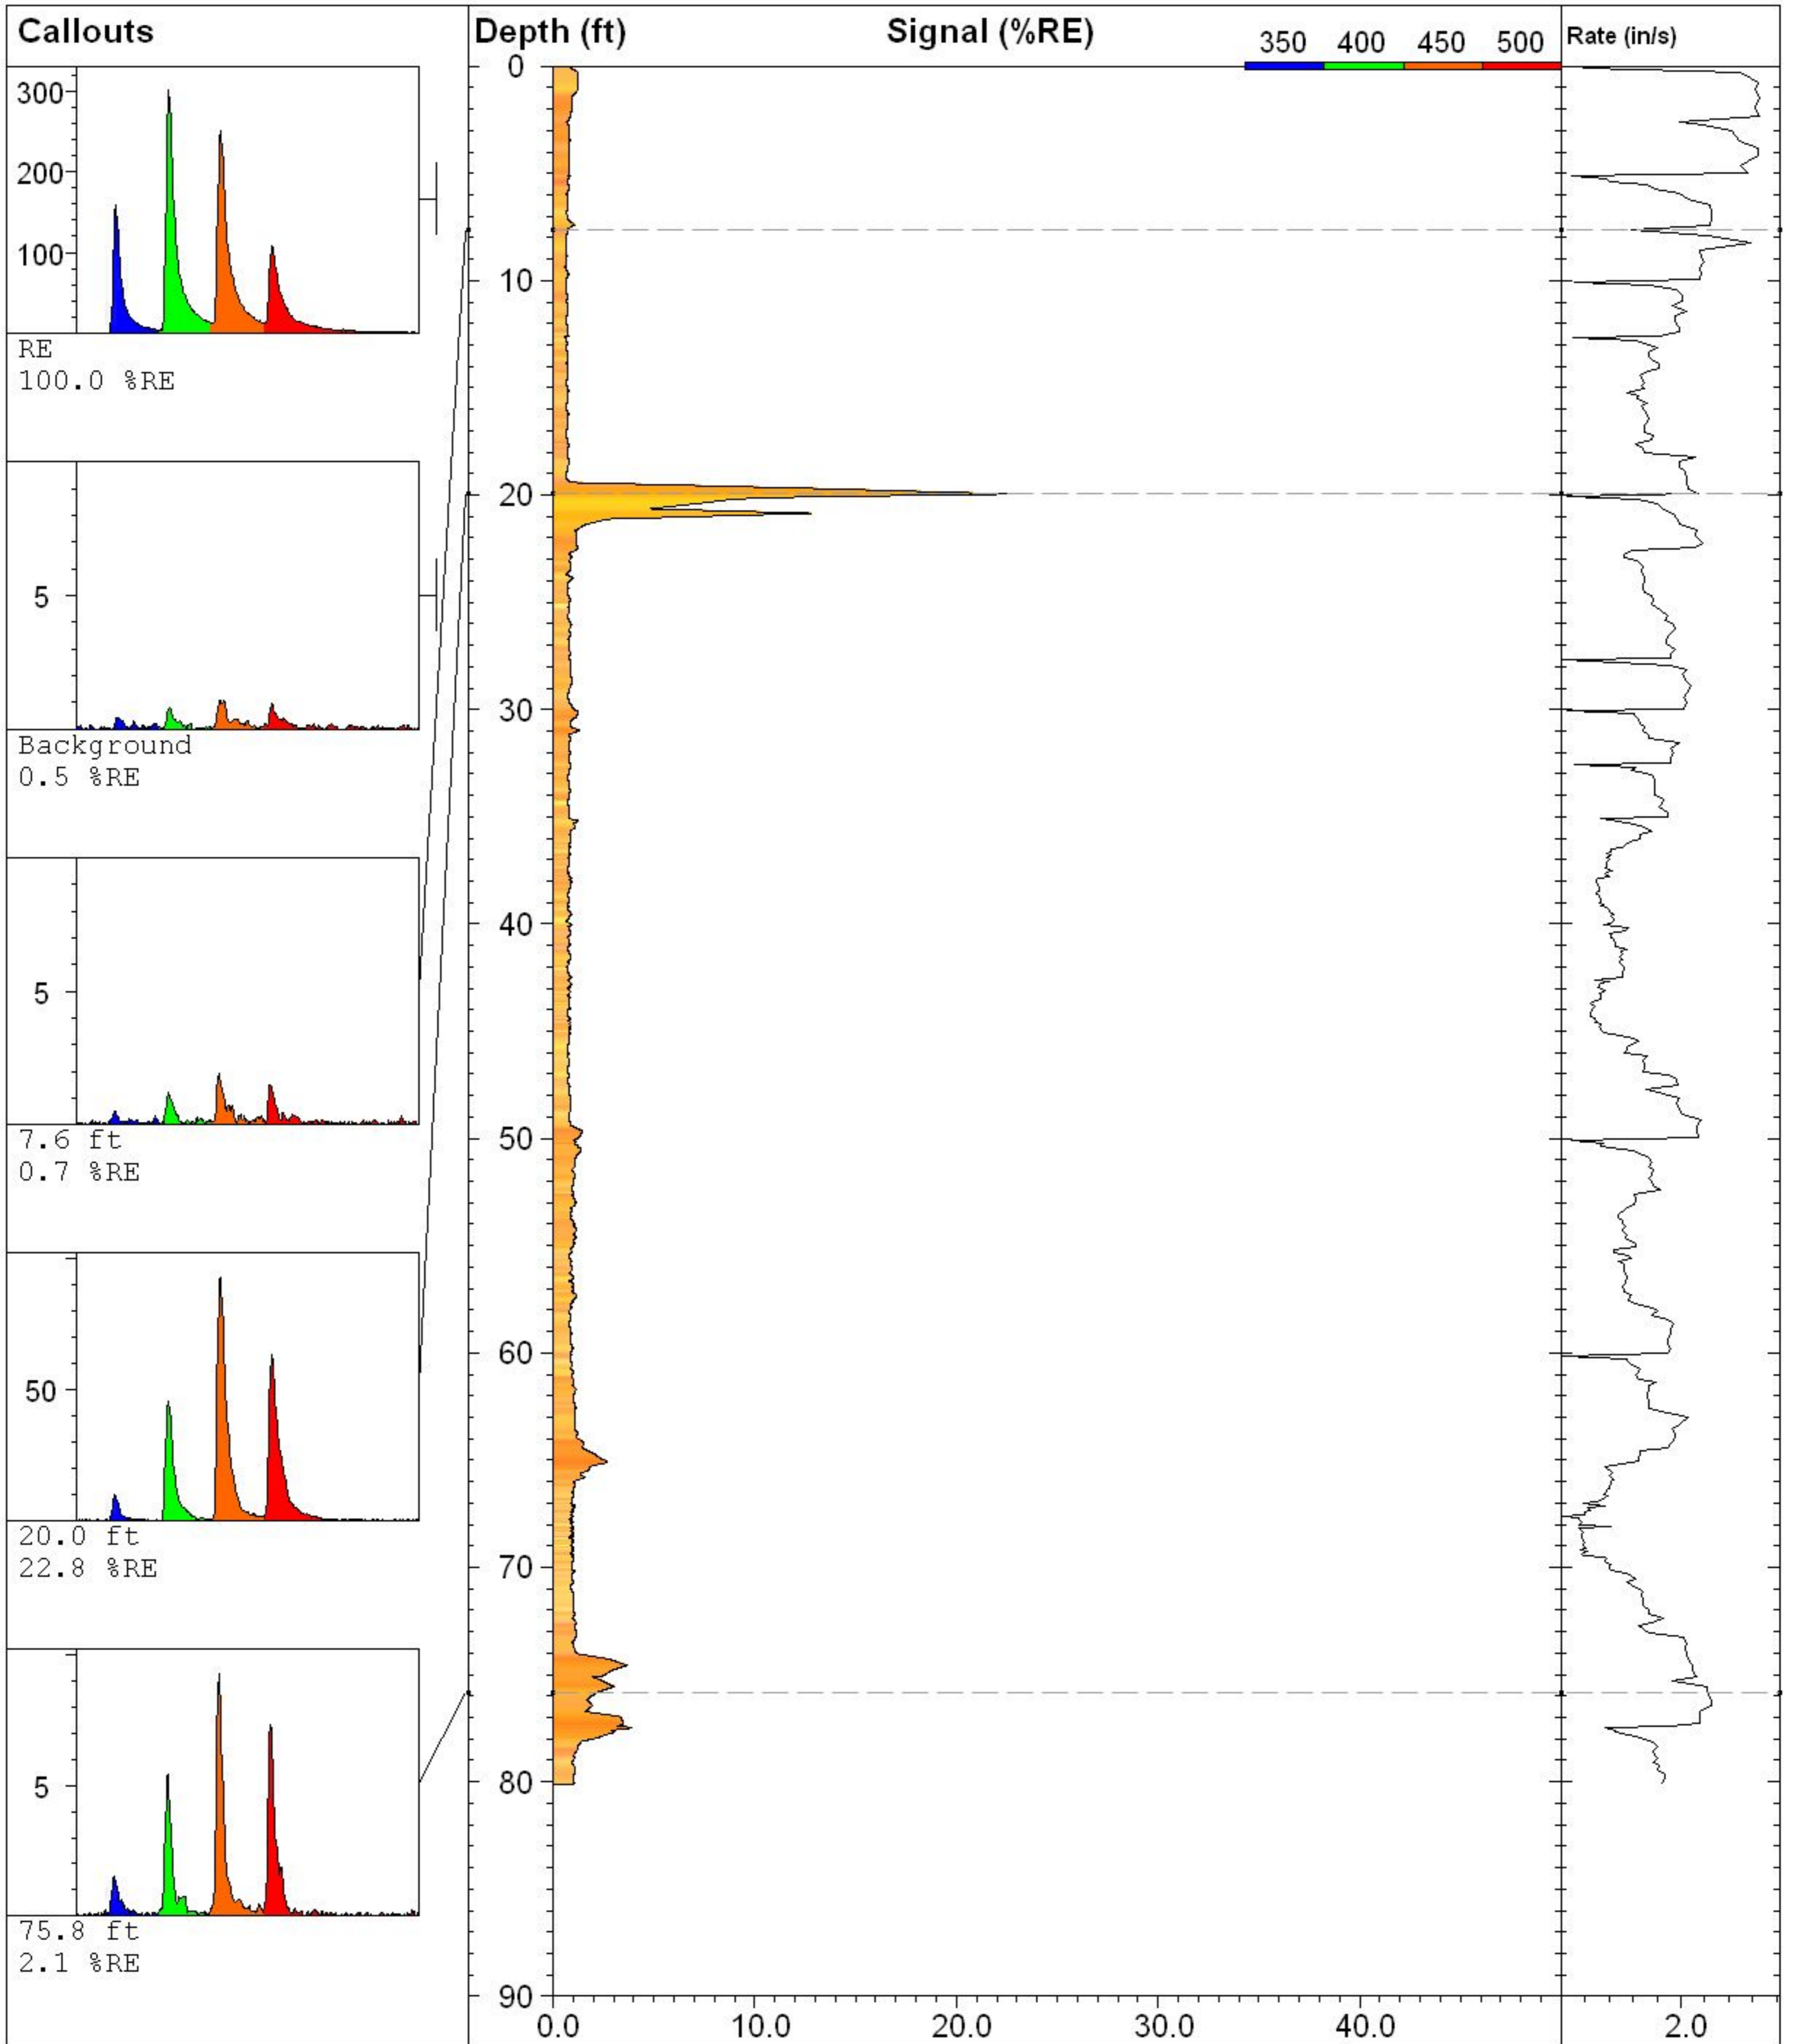 Callouts
Depth (ft)
Signal (%RE)
350 400 450 500
Rate (in/s)
300
200
100
RE
100.0 %RE
5
Background
0.5 %RE
5
7.6 ft
0.7 %RE
50
20.0 ft
22.8 %RE
5
75.8 ft
2.1 %RE
0
10
20
30
40
50
60
70
80
90
0.0 10.0 20.0 30.0 40.0
2.0